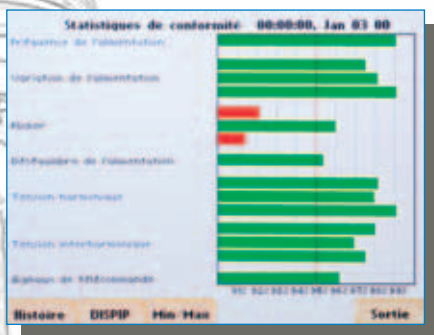 Statistiques de conformité 00:00:00, Jan 03 00
Fréquence de l'alimentation
Variation de l'alimentation
Flicker
Déséquilibre de l'alimentation
Tension harmonique
Tension interharmonique
Signaux de télécommande
Histoire DISPIP Min/Max Sortie